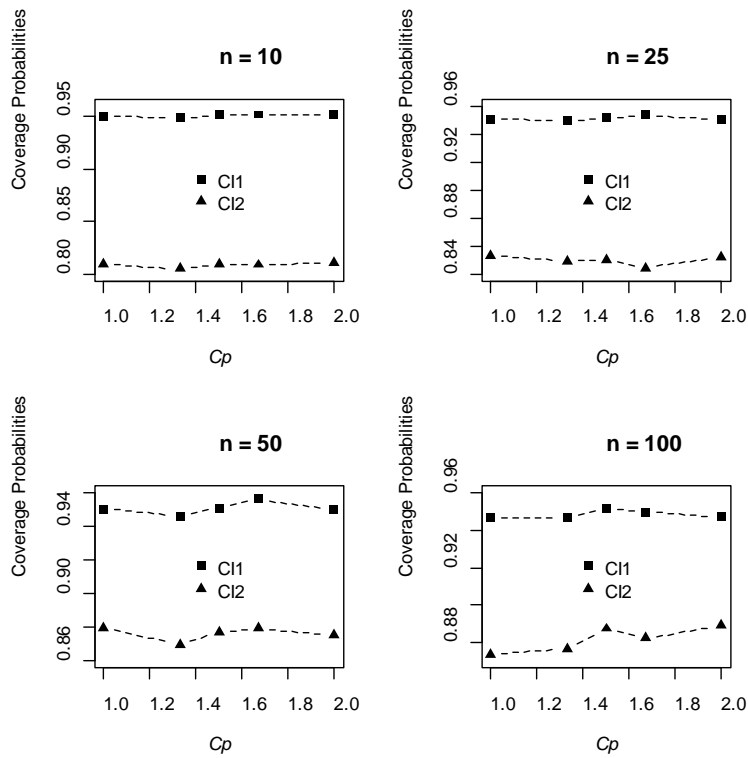 n = 10
Coverage Probabilities
0.95
0.90
0.85
0.80
CI1
CI2
1.0 1.2 1.4 1.6 1.8 2.0
Cp
n = 25
Coverage Probabilities
0.96
0.92
0.88
0.84
CI1
CI2
1.0 1.2 1.4 1.6 1.8 2.0
Cp
n = 50
Coverage Probabilities
0.94
0.90
0.86
CI1
CI2
1.0 1.2 1.4 1.6 1.8 2.0
Cp
n = 100
Coverage Probabilities
0.96
0.92
0.88
CI1
CI2
1.0 1.2 1.4 1.6 1.8 2.0
Cp